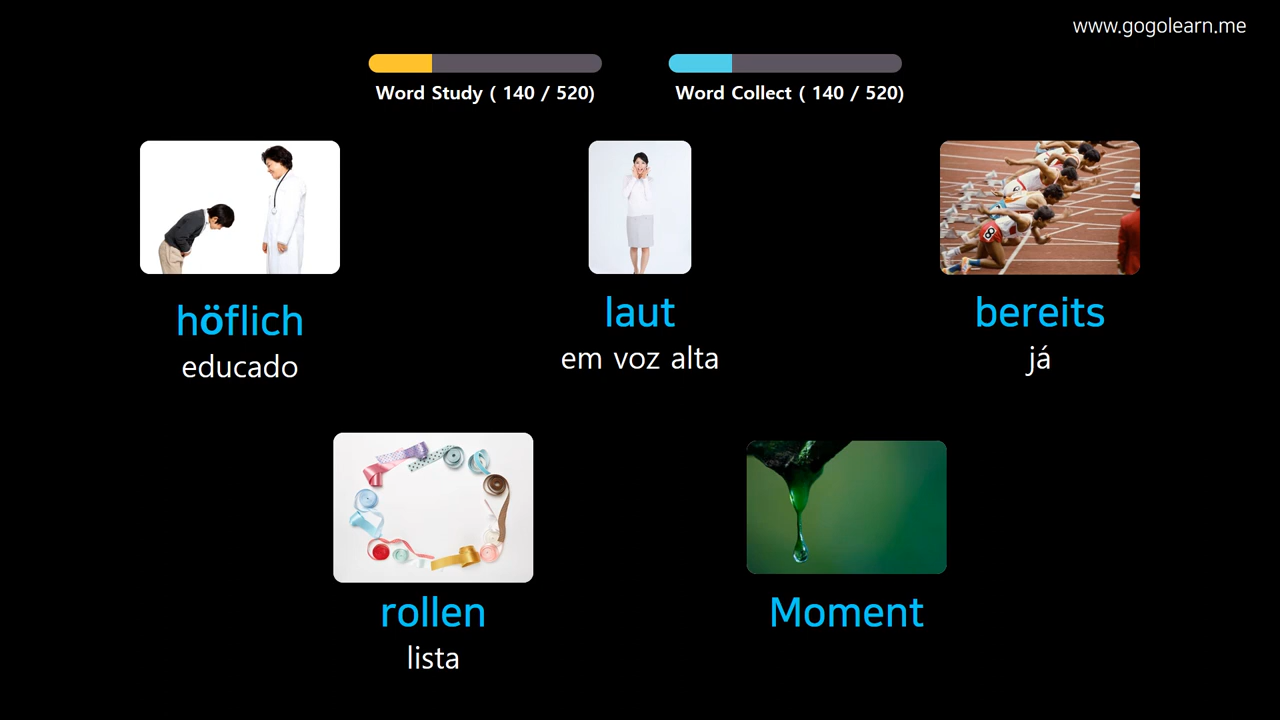 www.gogolearn.me
Word Study ( 140 / 520)
Word Collect ( 140 / 520)
höflich
educado
laut
em voz alta
bereits
já
rollen
lista
Moment